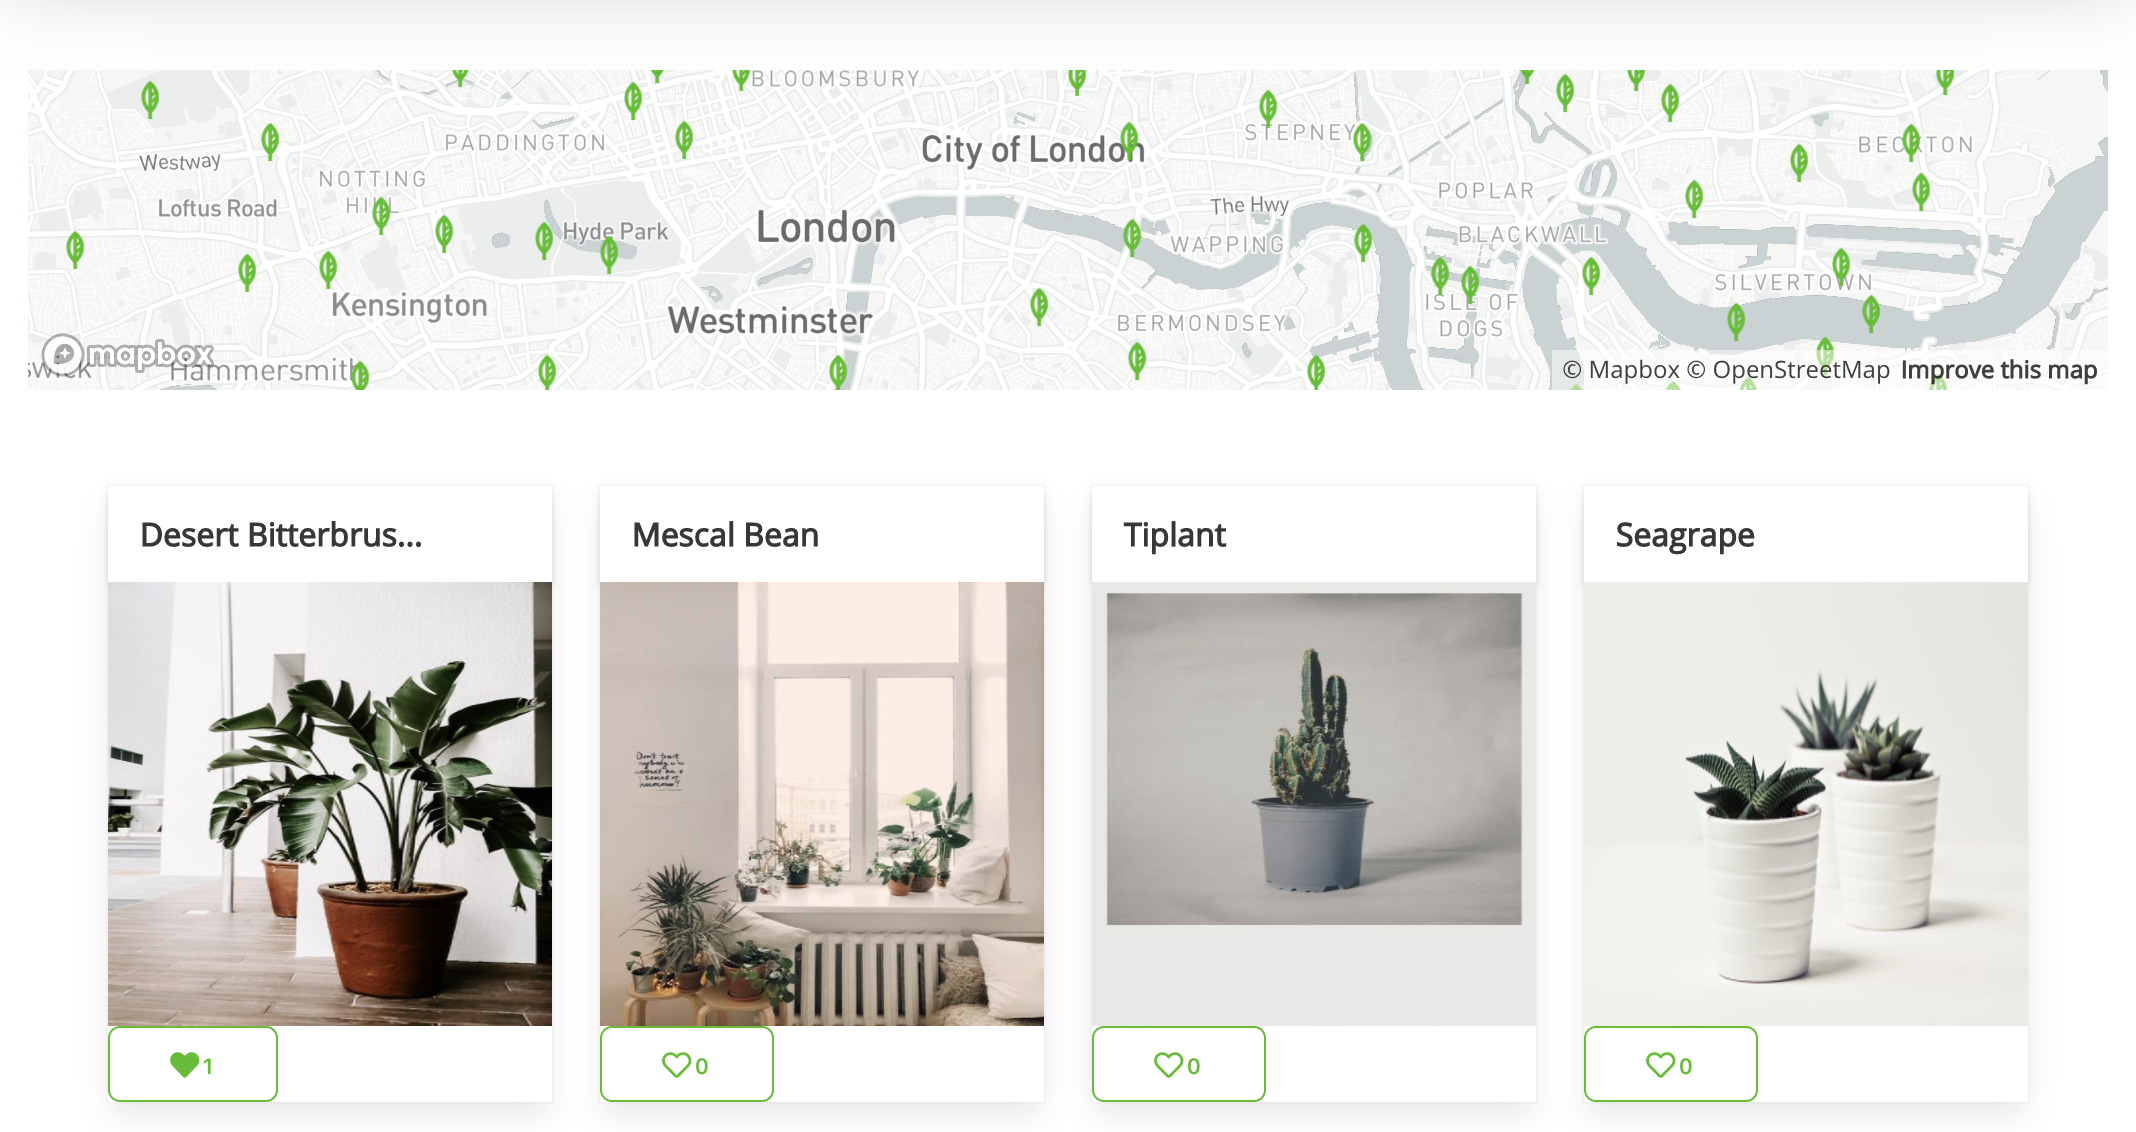 BLOOMSBURY
PADDINGTON
City of London
STEPNEY
BECKTON
Westway
NOTTING
HILL
Loftus Road
POPLAR
The Hwy
Hyde Park
London
WAPPING
BLACKWALL
SILVERTOWN
Kensington
Westminster
BERMONDSEY
ISLE OF
DOGS
mapbox
Hammersmith
© Mapbox © OpenStreetMap Improve this map
Desert Bitterbrus...
Mescal Bean
Tiplant
Seagrape
Don't trust
1
0
0
0